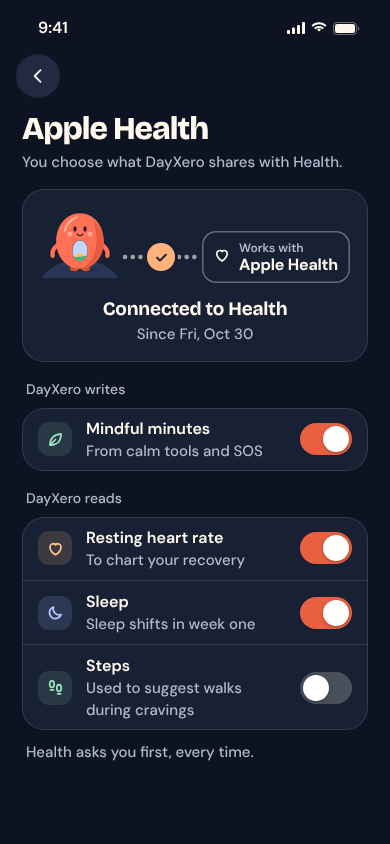 9:41
Apple Health
You choose what DayXero shares with Health.
Works with
Apple Health
Connected to Health
Since Fri, Oct 30
DayXero writes
Mindful minutes
From calm tools and SOS
DayXero reads
Resting heart rate
To chart your recovery
Sleep
Sleep shifts in week one
Steps
Used to suggest walks
during cravings
Health asks you first, every time.